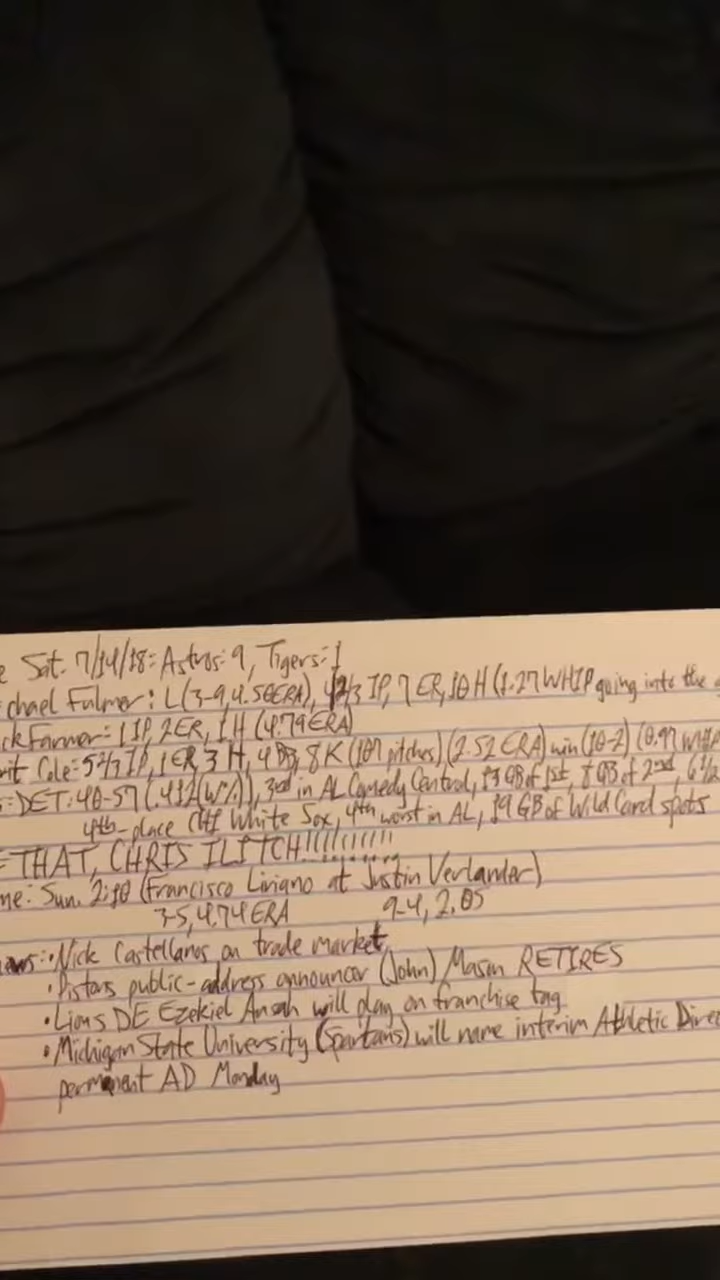 e Sat. 7/14/18: Astros: 9, Tigers: 1
chael Fulmer: L(3-9, 4.50ERA), 4 2/3 IP, 7 ER, 10 H (1.27 WHIP going into the g
ck Farmer: 1 IP, 2 ER, 1 H (4.79 ERA)
rit Cole: 5 2/3 IP, 1 ER, 3 H, 4 BB, 8 K (107 pitches) (2.52 ERA) win (10-2) (0.97 WHIP
s: DET: 40-57 (.412(W%)), 3rd in AL Comedy Central, 13 GB of 1st, 8 GB of 2nd, 6 1/2
4th-place White Sox, 4th worst in AL, 19 GB of Wild Card spots
E THAT, CHRIS ILITCH!!!!!!!!!!
me: Sun. 2:10 (Francisco Liriano at Justin Verlander)
3-5, 4.74 ERA 9-4, 2.05
ews: •Nick Castellanos on trade market
•Pistons public-address announcer (John) Mason RETIRES
•Lions DE Ezekiel Ansah will play on franchise tag
•Michigan State University (Spartans) will name interim Athletic Direc
permanent AD Monday